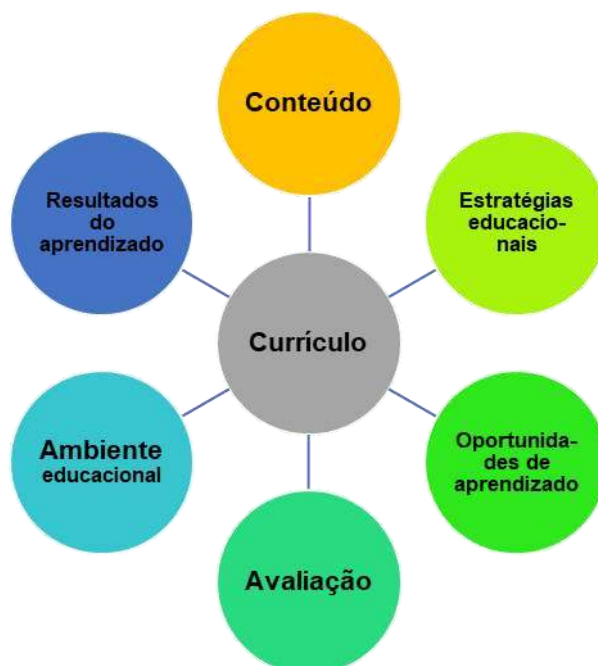 Conteúdo
Estratégias
educacio-
nais
Oportunida-
des de
aprendizado
Avaliação
Ambiente
educacional
Resultados
do
aprendizado
Currículo